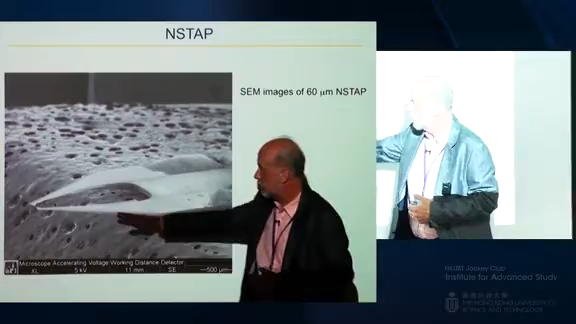 NSTAP
SEM images of 60 μm NSTAP
Microscope Accelerating Voltage Working Distance Detector
XL 5 kV 11 mm SE 500 μm
HKUST Jockey Club
Institute for Advanced Study
香港科技大學
THE HONG KONG UNIVERSITY OF
SCIENCE AND TECHNOLOGY